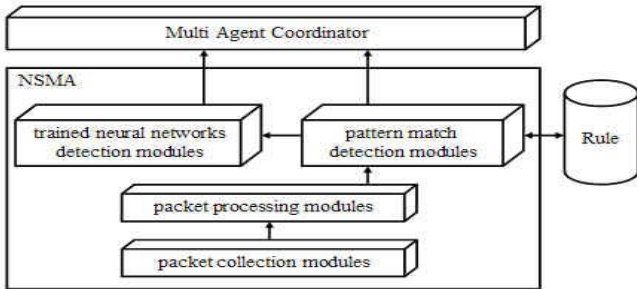 Multi Agent Coordinator
NSMA
trained neural networks
detection modules
pattern match
detection modules
Rule
packet processing modules
packet collection modules